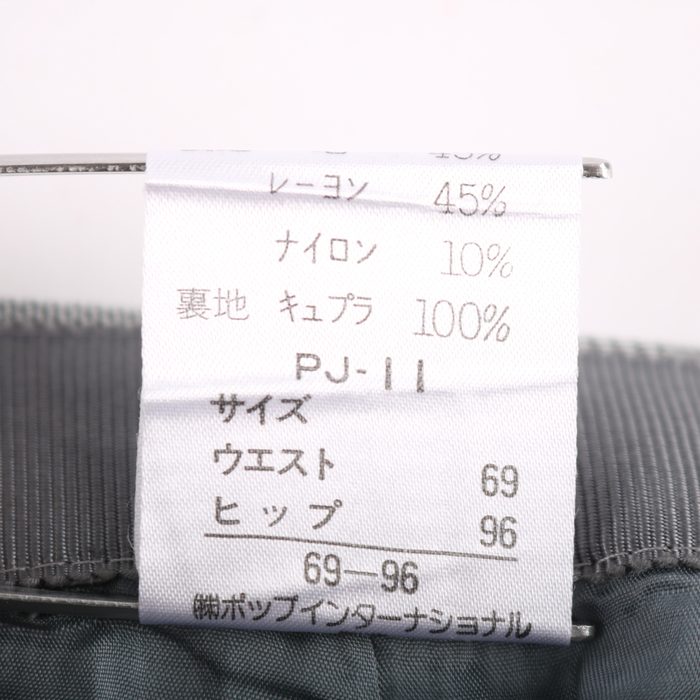 レーヨン 45%
ナイロン 10%
裏地 キュプラ 100%
PJ-11
サイズ
ウエスト 69
ヒップ 96
69-96
㈱ポップインターナショナル